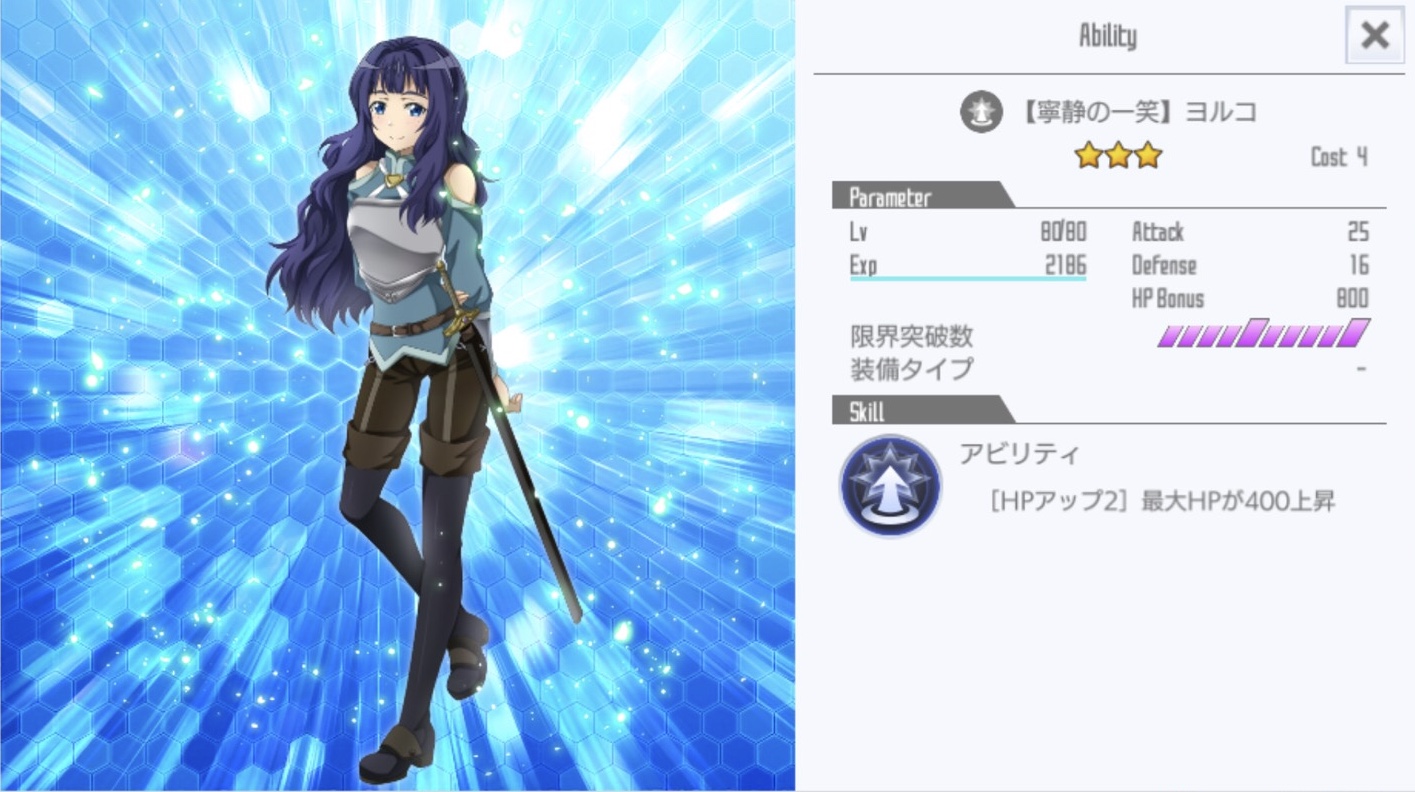 Ability
【寧静の一笑】ヨルコ
Cost 4
Parameter
Lv 80/80
Attack 25
Exp 2186
Defense 16
HP Bonus 800
限界突破数
装備タイプ -
Skill
アビリティ
［HPアップ2］最大HPが400上昇